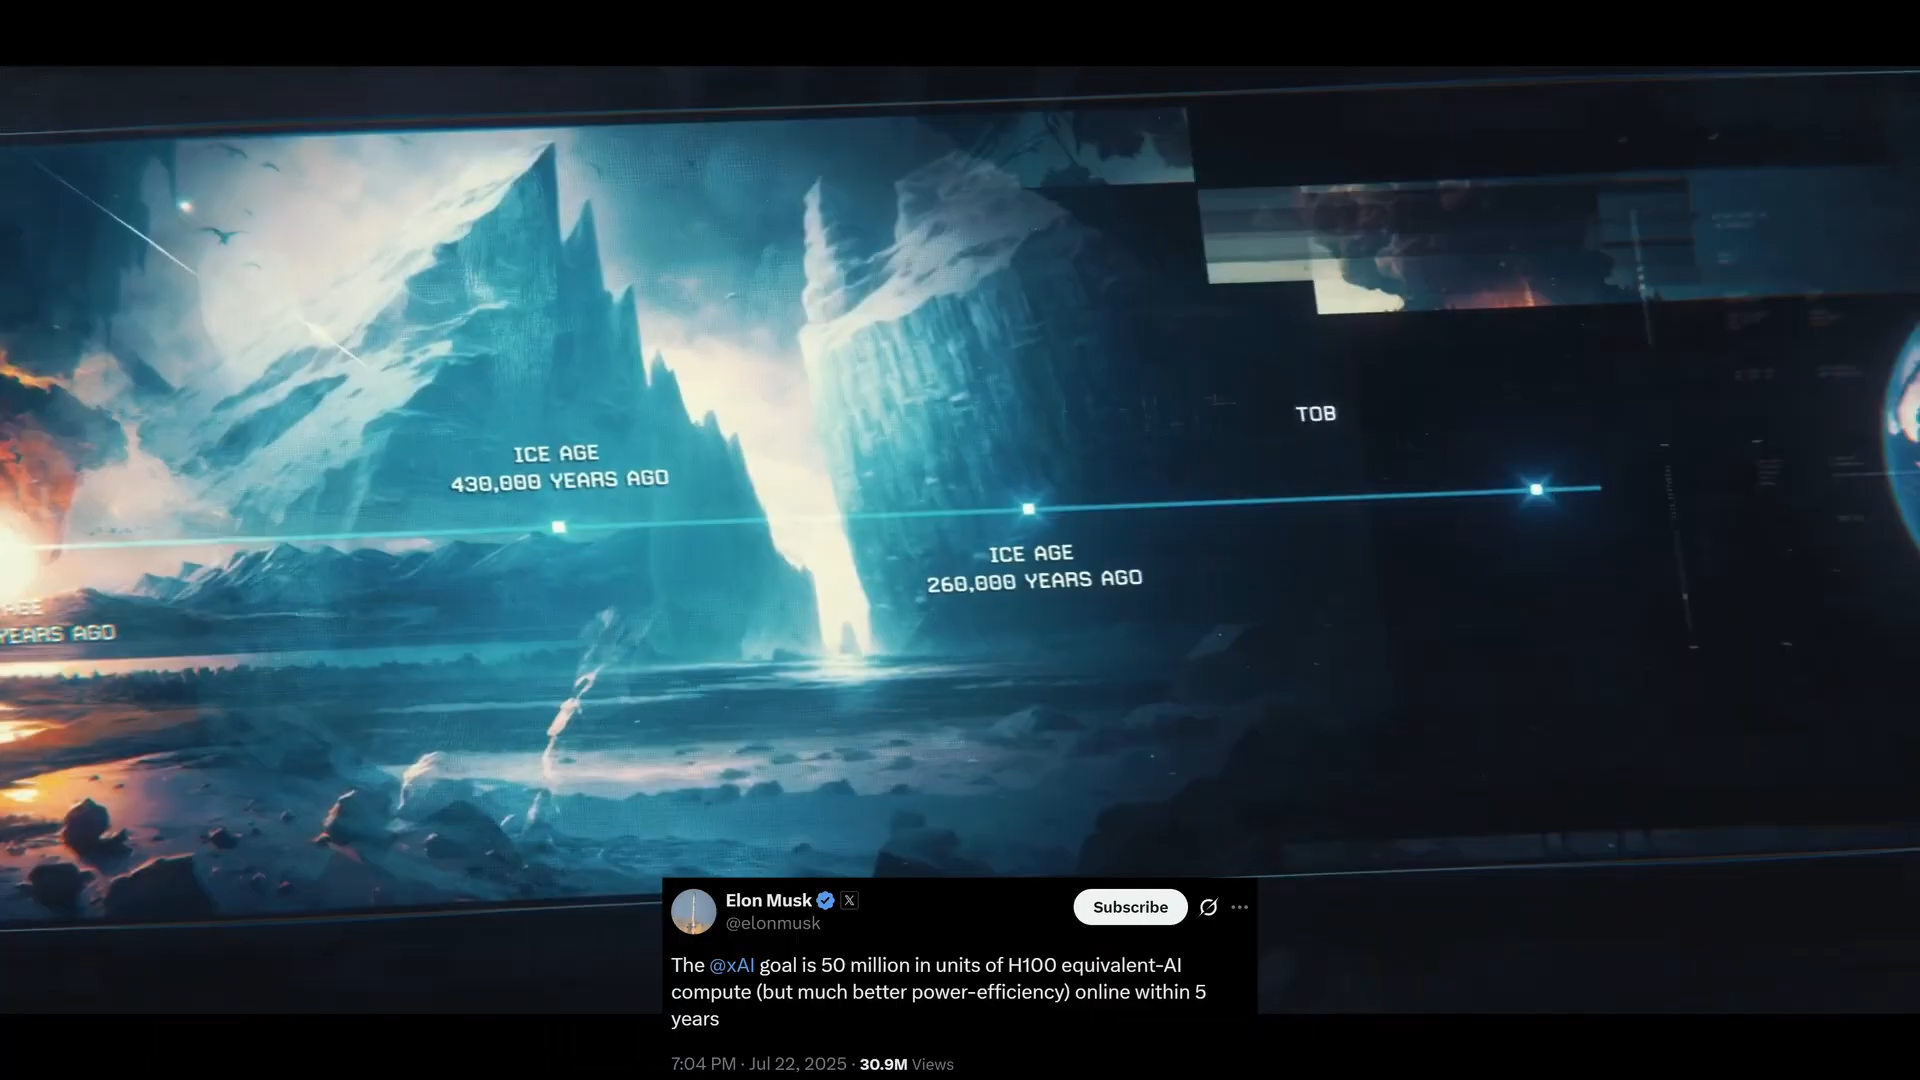 TOB
ICE AGE
430,000 YEARS AGO
ICE AGE
260,000 YEARS AGO
AGE
YEARS AGO
Elon Musk
@elonmusk
Subscribe
The @xAI goal is 50 million in units of H100 equivalent-AI
compute (but much better power-efficiency) online within 5
years
7:04 PM · Jul 22, 2025 · 30.9M Views